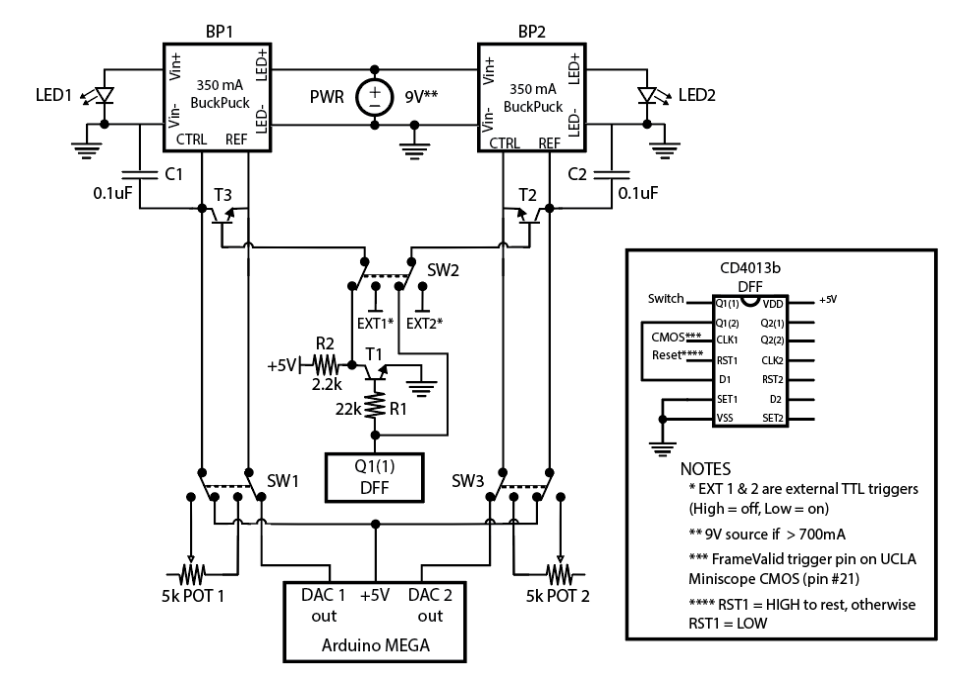 BP1
BP2
Vin+
LED+
Vin-
LED-
350 mA
BuckPuck
CTRL REF
Vin+
LED+
Vin-
LED-
350 mA
BuckPuck
CTRL REF
LED1
PWR
+
−
9V**
LED2
C1
0.1uF
T3
T2
C2
0.1uF
SW2
EXT1*
EXT2*
R2
+5V
2.2k
T1
22k
R1
Q1(1)
DFF
SW1
SW3
5k POT 1
5k POT 2
DAC 1 +5V DAC 2
out out
Arduino MEGA
CD4013b
DFF
Switch Q1(1) VDD +5V
Q1(2) Q2(1)
CMOS*** CLK1 Q2(2)
Reset**** RST1 CLK2
D1 RST2
SET1 D2
VSS SET2
NOTES
* EXT 1 & 2 are external TTL triggers
(High = off, Low = on)
** 9V source if > 700mA
*** FrameValid trigger pin on UCLA
Miniscope CMOS (pin #21)
**** RST1 = HIGH to rest, otherwise
RST1 = LOW